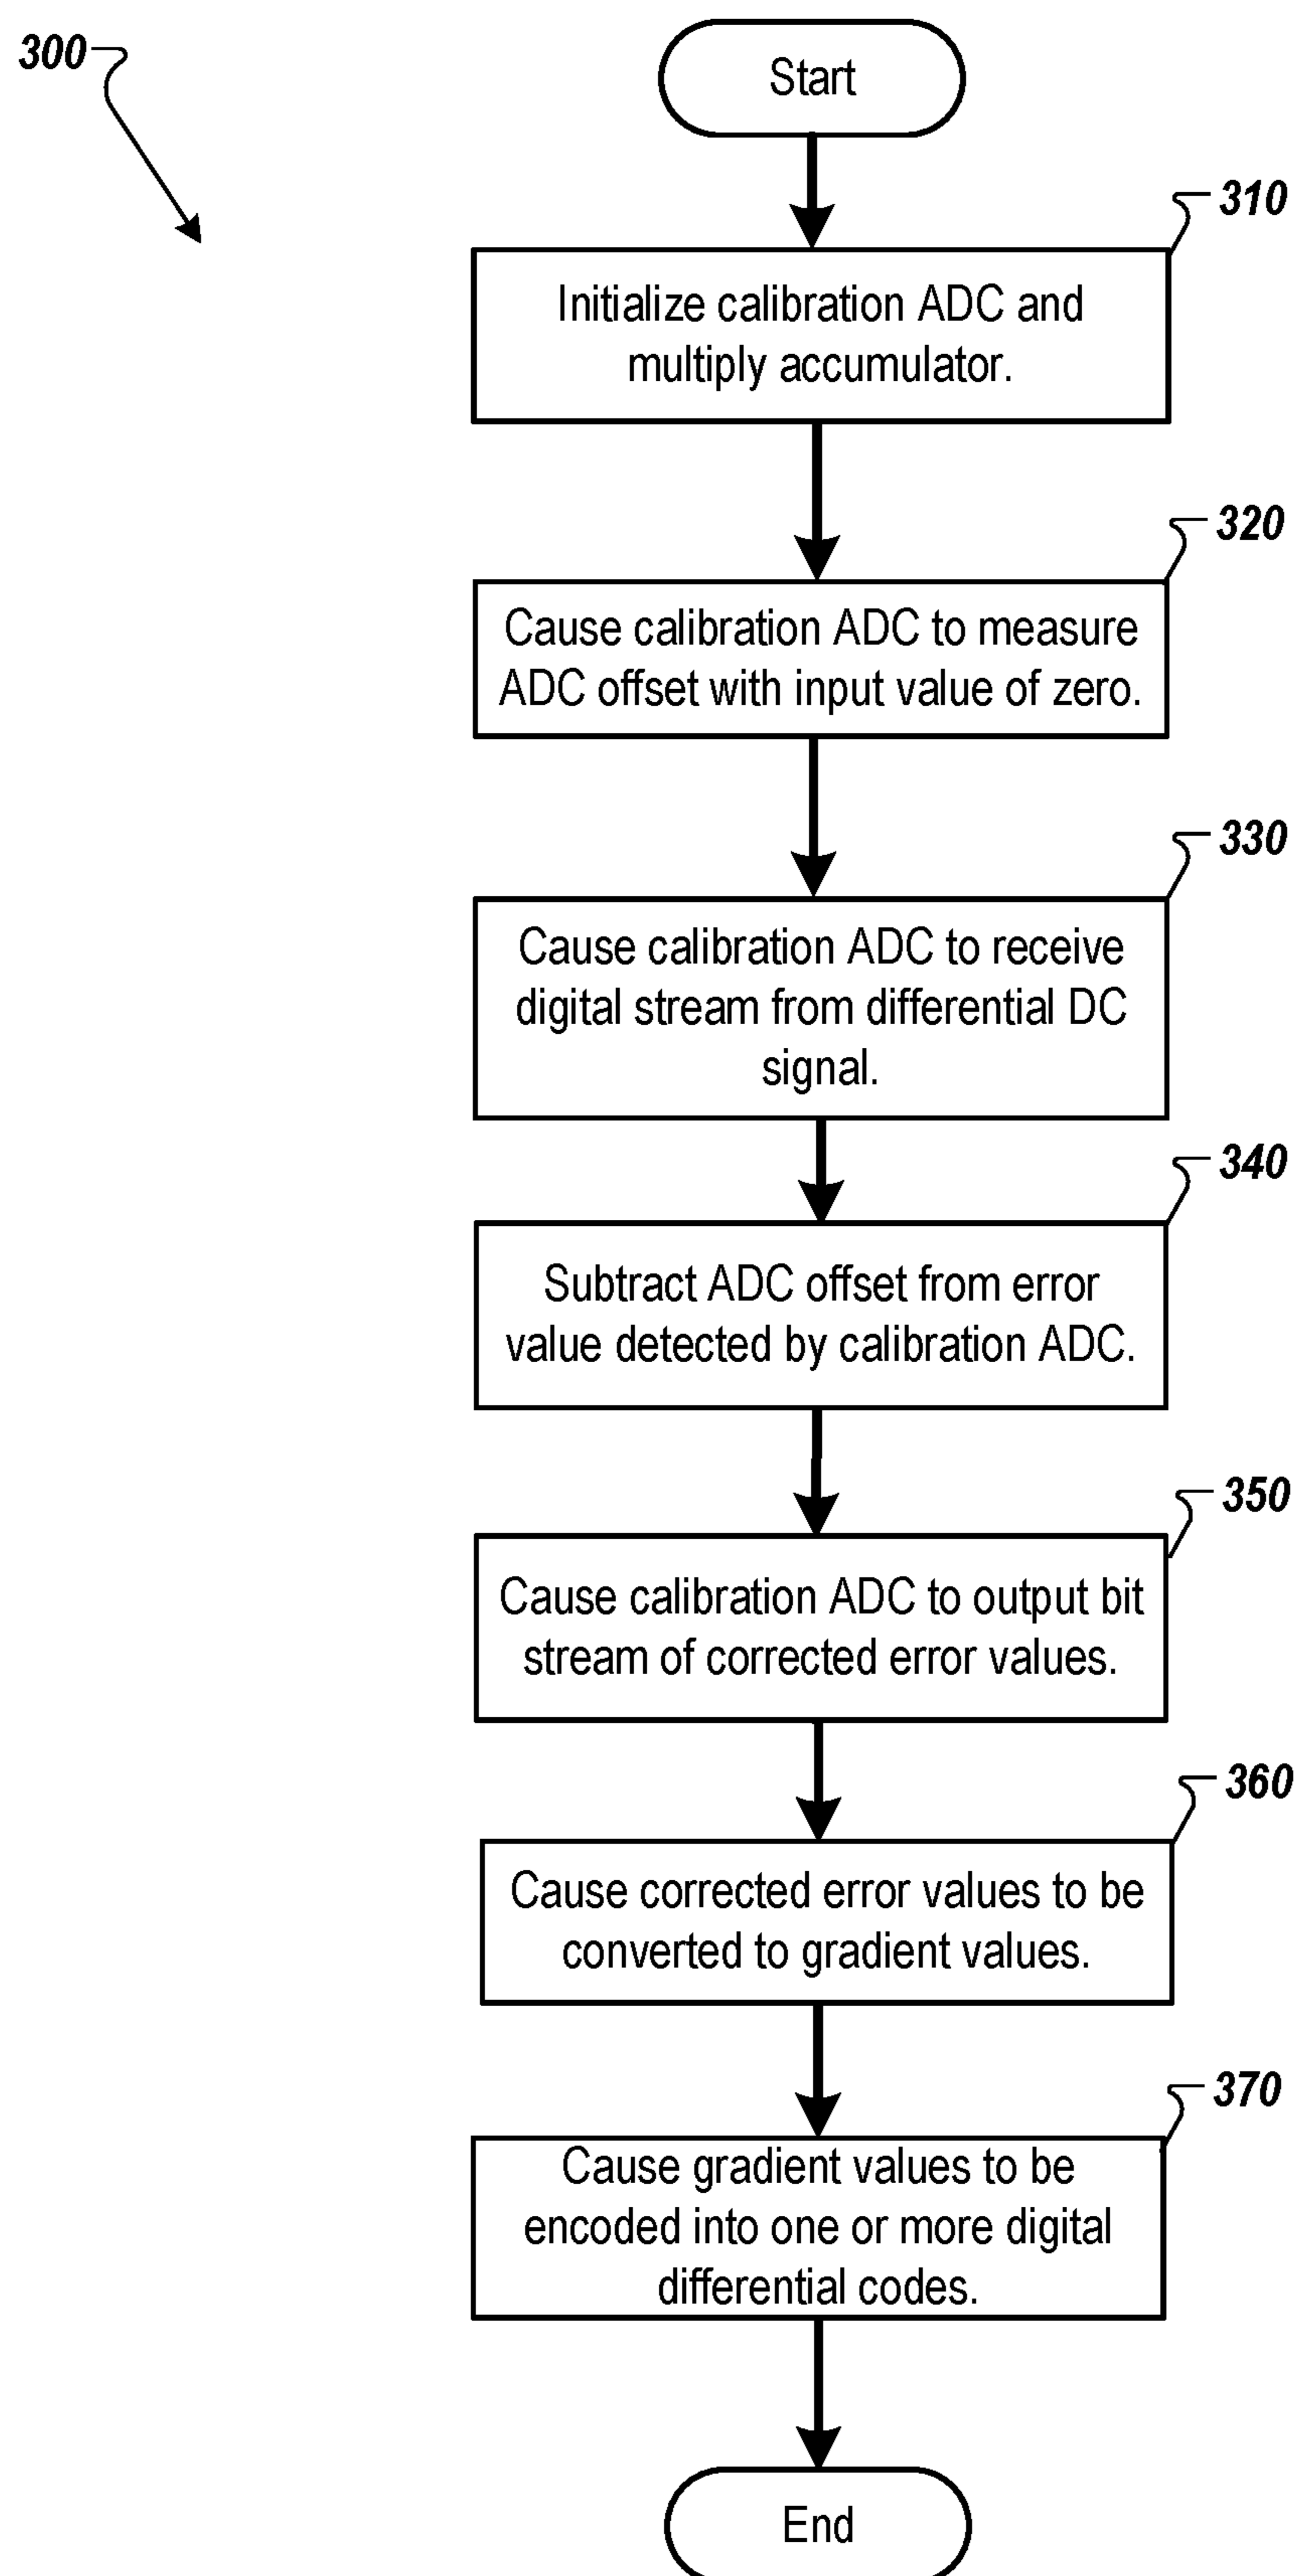 300
Start
310
Initialize calibration ADC and
multiply accumulator.
320
Cause calibration ADC to measure
ADC offset with input value of zero.
330
Cause calibration ADC to receive
digital stream from differential DC
signal.
340
Subtract ADC offset from error
value detected by calibration ADC.
350
Cause calibration ADC to output bit
stream of corrected error values.
360
Cause corrected error values to be
converted to gradient values.
370
Cause gradient values to be
encoded into one or more digital
differential codes.
End